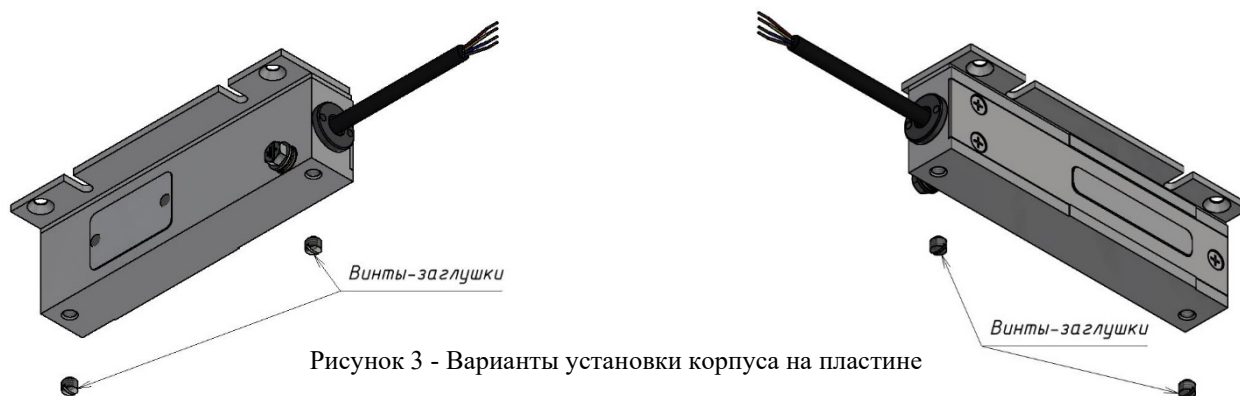 Винты-заглушки
Винты-заглушки
Рисунок 3 - Варианты установки корпуса на пластине